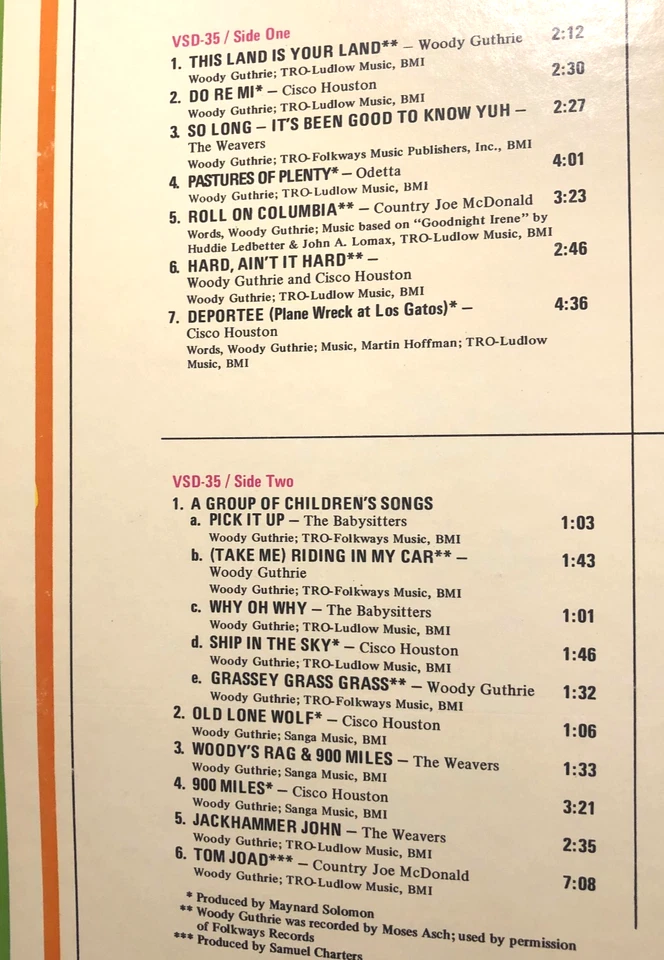 VSD-35 / Side One
1. THIS LAND IS YOUR LAND** – Woody Guthrie 2:12
Woody Guthrie; TRO-Ludlow Music, BMI
2. DO RE MI* – Cisco Houston 2:30
Woody Guthrie; TRO-Ludlow Music, BMI
3. SO LONG – IT'S BEEN GOOD TO KNOW YUH – 2:27
The Weavers
Woody Guthrie; TRO-Folkways Music Publishers, Inc., BMI
4. PASTURES OF PLENTY* – Odetta 4:01
Woody Guthrie; TRO-Ludlow Music, BMI
5. ROLL ON COLUMBIA** – Country Joe McDonald 3:23
Words, Woody Guthrie; Music based on "Goodnight Irene" by
Huddie Ledbetter & John A. Lomax, TRO-Ludlow Music, BMI
6. HARD, AIN'T IT HARD** – 2:46
Woody Guthrie and Cisco Houston
Woody Guthrie; TRO-Ludlow Music, BMI
7. DEPORTEE (Plane Wreck at Los Gatos)* – 4:36
Cisco Houston
Words, Woody Guthrie; Music, Martin Hoffman; TRO-Ludlow
Music, BMI
VSD-35 / Side Two
1. A GROUP OF CHILDREN'S SONGS
a. PICK IT UP – The Babysitters 1:03
Woody Guthrie; TRO-Folkways Music, BMI
b. (TAKE ME) RIDING IN MY CAR** – 1:43
Woody Guthrie
Woody Guthrie; TRO-Folkways Music, BMI
c. WHY OH WHY – The Babysitters 1:01
Woody Guthrie; TRO-Ludlow Music, BMI
d. SHIP IN THE SKY* – Cisco Houston 1:46
Woody Guthrie; TRO-Ludlow Music, BMI
e. GRASSEY GRASS GRASS** – Woody Guthrie 1:32
Woody Guthrie; TRO-Folkways Music, BMI
2. OLD LONE WOLF* – Cisco Houston 1:06
Woody Guthrie; Sanga Music, BMI
3. WOODY'S RAG & 900 MILES – The Weavers 1:33
Woody Guthrie; Sanga Music, BMI
4. 900 MILES* – Cisco Houston 3:21
Woody Guthrie; Sanga Music, BMI
5. JACKHAMMER JOHN – The Weavers 2:35
Woody Guthrie; TRO-Ludlow Music, BMI
6. TOM JOAD*** – Country Joe McDonald 7:08
Woody Guthrie; TRO-Ludlow Music, BMI
* Produced by Maynard Solomon
** Woody Guthrie was recorded by Moses Asch; used by permission
of Folkways Records
*** Produced by Samuel Charters